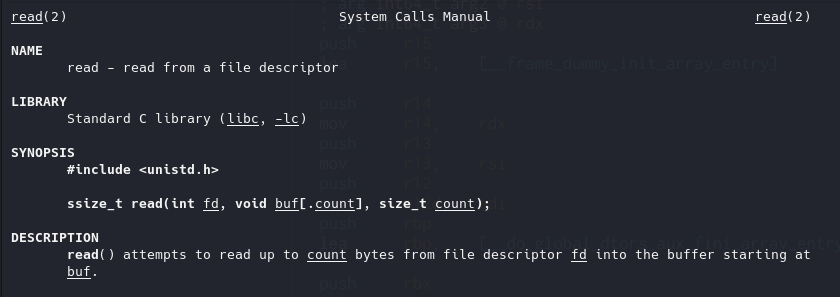 read(2) System Calls Manual read(2)
NAME
read - read from a file descriptor
LIBRARY
Standard C library (libc, -lc)
SYNOPSIS
#include <unistd.h>
ssize_t read(int fd, void buf[.count], size_t count);
DESCRIPTION
read() attempts to read up to count bytes from file descriptor fd into the buffer starting at
buf.